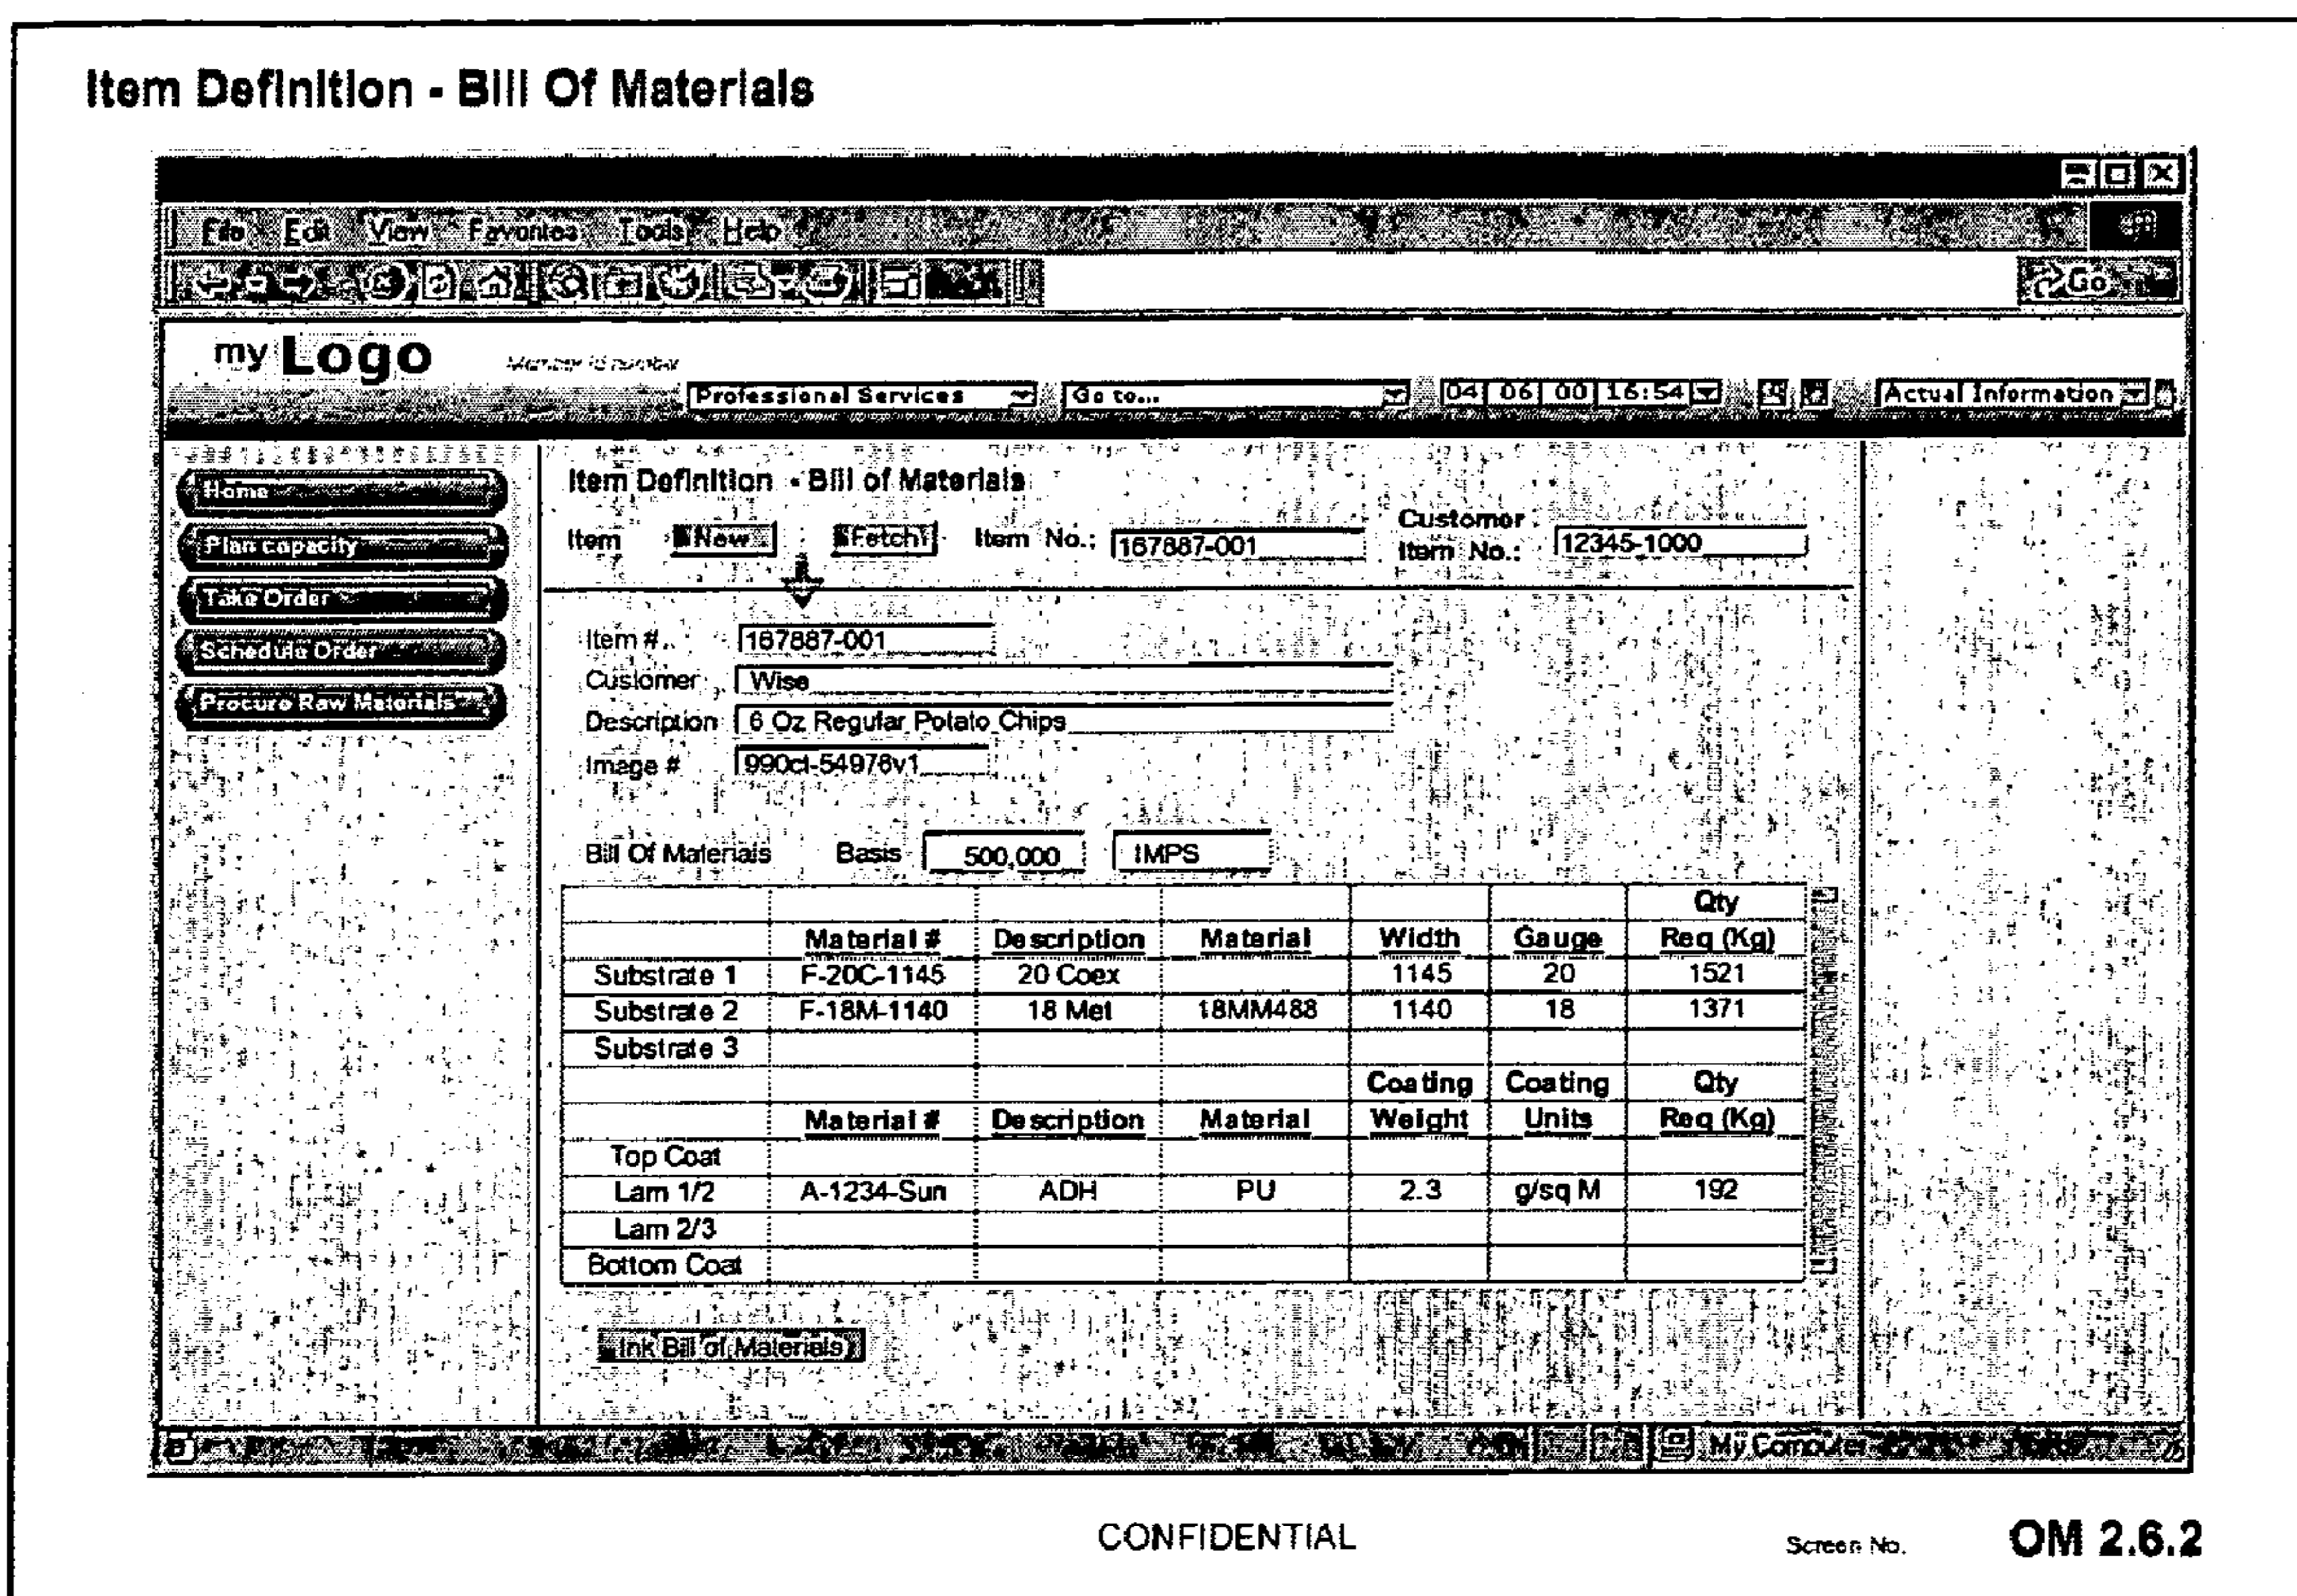 Item Definition - Bill Of Materials
File Edit View Favorites Tools Help
Go
my Logo
Member id number
Professional Services Go to... 04 06 00 16:54 Actual Information
Home
Plan capacity
Take Order
Schedule Order
Procure Raw Materials
Item Definition - Bill of Materials
Item New Fetch Item No.: 167887-001 Customer Item No.: 12345-1000
Item # 167887-001
Customer Wise
Description 6 Oz Regular Potato Chips
Image # 990cl-54978v1
Bill Of Materials Basis 500,000 IMPS
Qty
Material # Description Material Width Gauge Req (Kg)
Substrate 1 F-20C-1145 20 Coex 1145 20 1521
Substrate 2 F-18M-1140 18 Met 18MM488 1140 18 1371
Substrate 3
Coating Coating Qty
Material # Description Material Weight Units Req (Kg)
Top Coat
Lam 1/2 A-1234-Sun ADH PU 2.3 g/sq M 192
Lam 2/3
Bottom Coat
Ink Bill of Materials
My Computer
CONFIDENTIAL
Screen No. OM 2.6.2